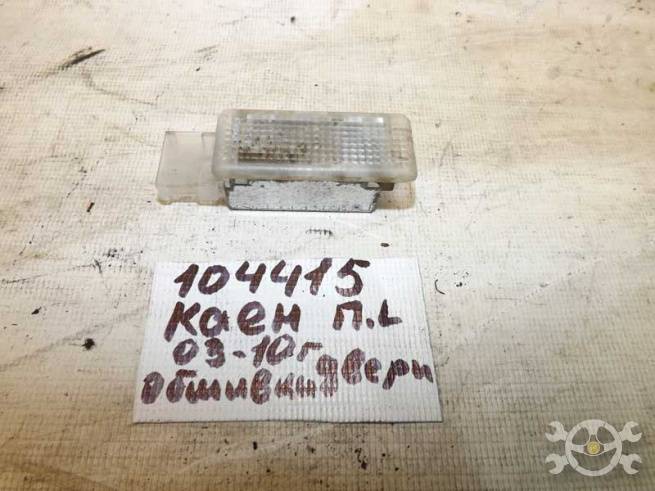 104415
Каен П.L
03-10г
Обшивки двери